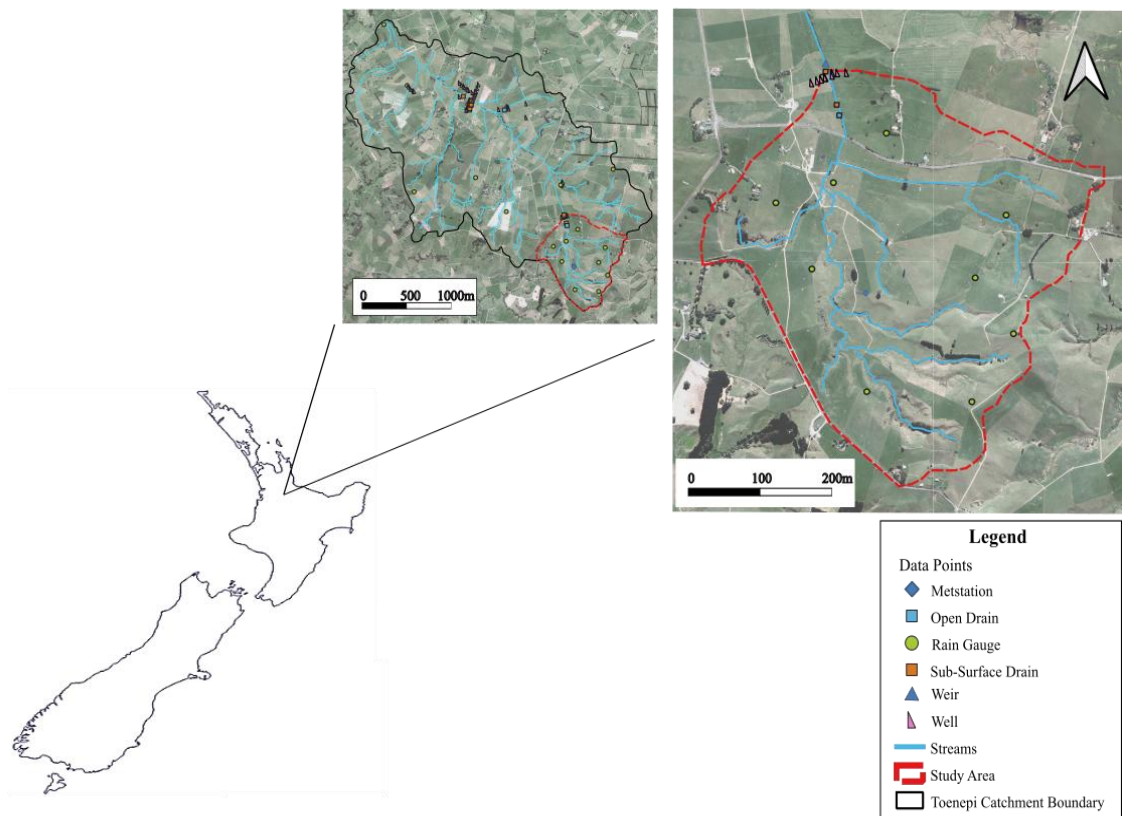 0 500 1000m
0 100 200m
Legend
Data Points
Metstation
Open Drain
Rain Gauge
Sub-Surface Drain
Weir
Well
Streams
Study Area
Toenepi Catchment Boundary